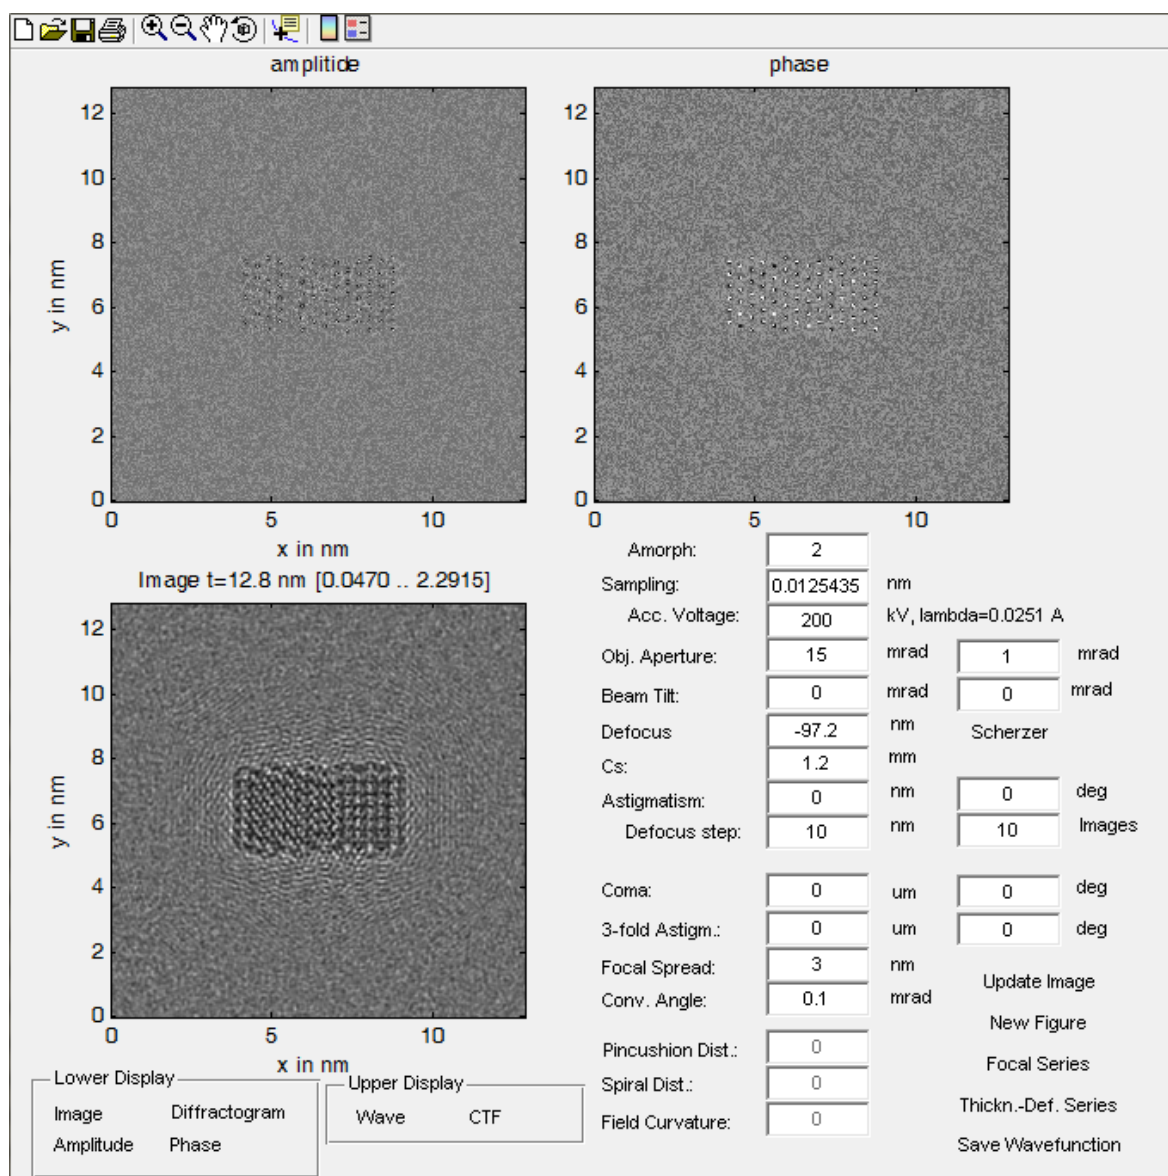 amplitide
phase
12
10
8
6
4
2
0
y in nm
0 5 10
x in nm
12
10
8
6
4
2
0
0 5 10
Image t=12.8 nm [0.0470 .. 2.2915]
12
10
8
6
4
2
0
y in nm
0 5 10
x in nm
Amorph: 2
Sampling: 0.0125435 nm
Acc. Voltage: 200 kV, lambda=0.0251 A
Obj. Aperture: 15 mrad 1 mrad
Beam Tilt: 0 mrad 0 mrad
Defocus -97.2 nm Scherzer
Cs: 1.2 mm
Astigmatism: 0 nm 0 deg
Defocus step: 10 nm 10 Images
Coma: 0 um 0 deg
3-fold Astigm.: 0 um 0 deg
Focal Spread: 3 nm
Update Image
Conv. Angle: 0.1 mrad
New Figure
Pincushion Dist.: 0
Focal Series
Spiral Dist.: 0
Thickn.-Def. Series
Field Curvature: 0
Save Wavefunction
Lower Display
Image Diffractogram
Amplitude Phase
Upper Display
Wave CTF